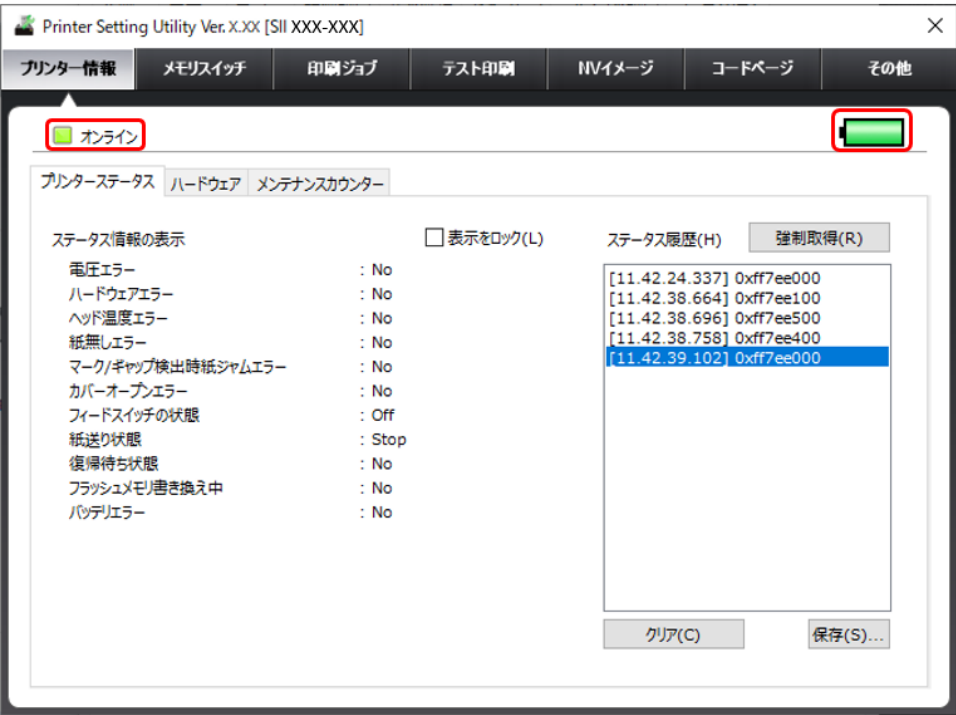 Printer Setting Utility Ver. X.XX [SII XXX-XXX]
プリンター情報 メモリスイッチ 印刷ジョブ テスト印刷 NVイメージ コードページ その他
オンライン
プリンターステータス ハードウェア メンテナンスカウンター
ステータス情報の表示 表示をロック(L) ステータス履歴(H) 強制取得(R)
電圧エラー : No
ハードウェアエラー : No
ヘッド温度エラー : No
紙無しエラー : No
マーク/ギャップ検出時紙ジャムエラー : No
カバーオープンエラー : No
フィードスイッチの状態 : Off
紙送り状態 : Stop
復帰待ち状態 : No
フラッシュメモリ書き換え中 : No
バッテリエラー : No
[11.42.24.337] 0xff7ee000
[11.42.38.664] 0xff7ee100
[11.42.38.696] 0xff7ee500
[11.42.38.758] 0xff7ee400
[11.42.39.102] 0xff7ee000
クリア(C) 保存(S)...